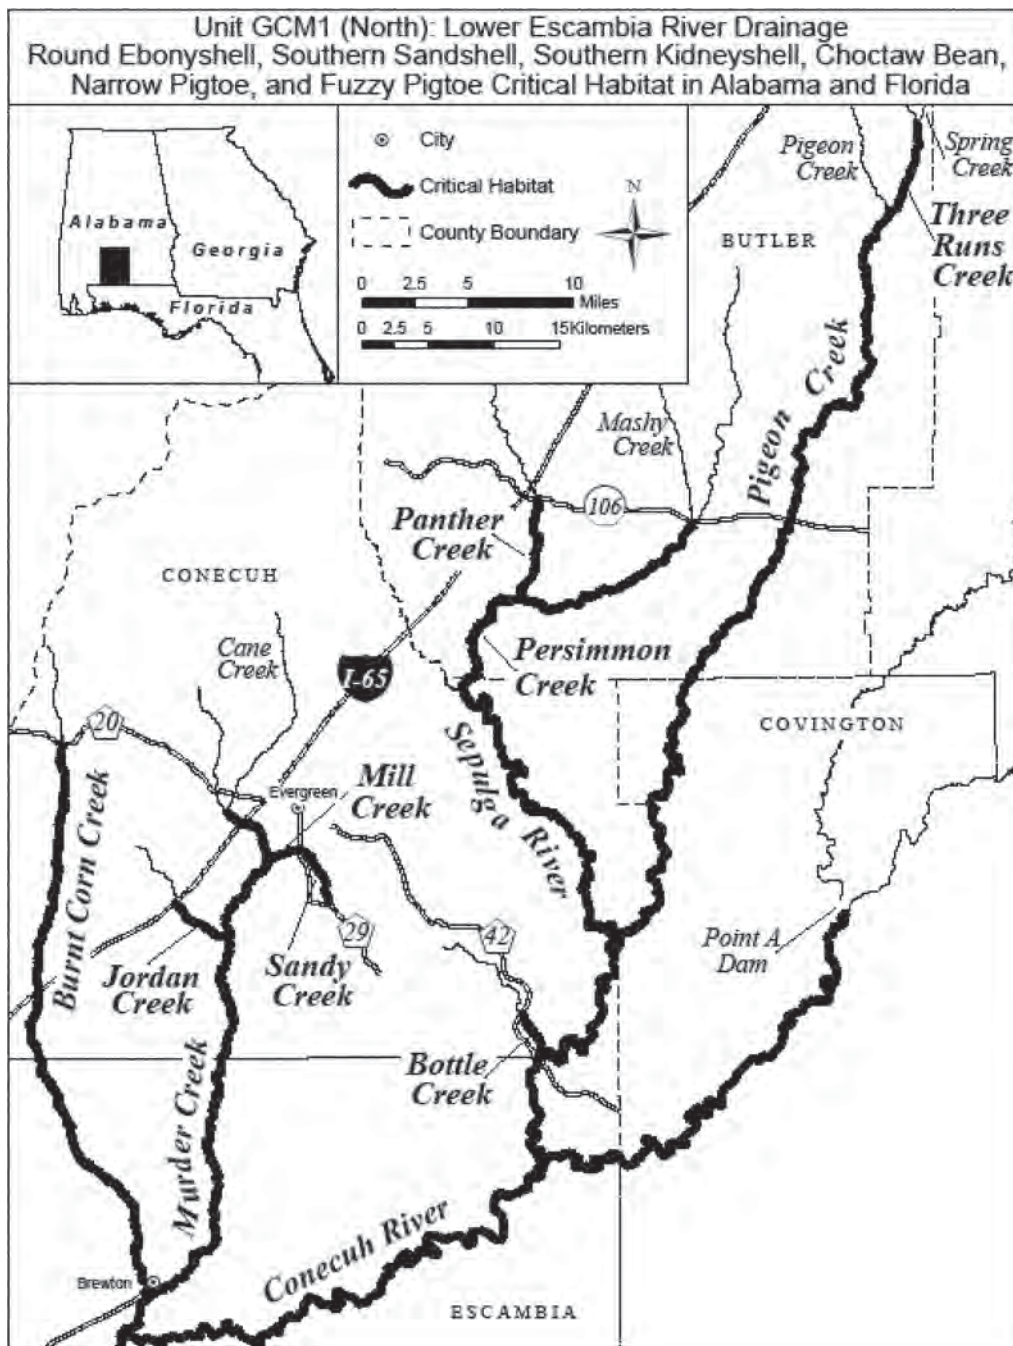 Unit GCM1 (North): Lower Escambia River Drainage
Round Ebonyshell, Southern Sandshell, Southern Kidneyshell, Choctaw Bean,
Narrow Pigtoe, and Fuzzy Pigtoe Critical Habitat in Alabama and Florida
Alabama
Georgia
Florida
City
Critical Habitat
County Boundary
N
0 5 10
Miles
0 2.5 5 10 15 Kilometers
Pigeon
Creek
Spring
Creek
Three
Runs
Creek
BUTLER
Pigeon Creek
Mashy
Creek
106
Panther
Creek
CONECUH
Cane
Creek
I-65
Persimmon
Creek
COVINGTON
20
Sepulga River
Mill
Creek
Evergreen
Burnt Corn Creek
29
42
Point A
Dam
Jordan
Creek
Sandy
Creek
Bottle
Creek
Murder Creek
Conecuh River
Brewton
ESCAMBIA